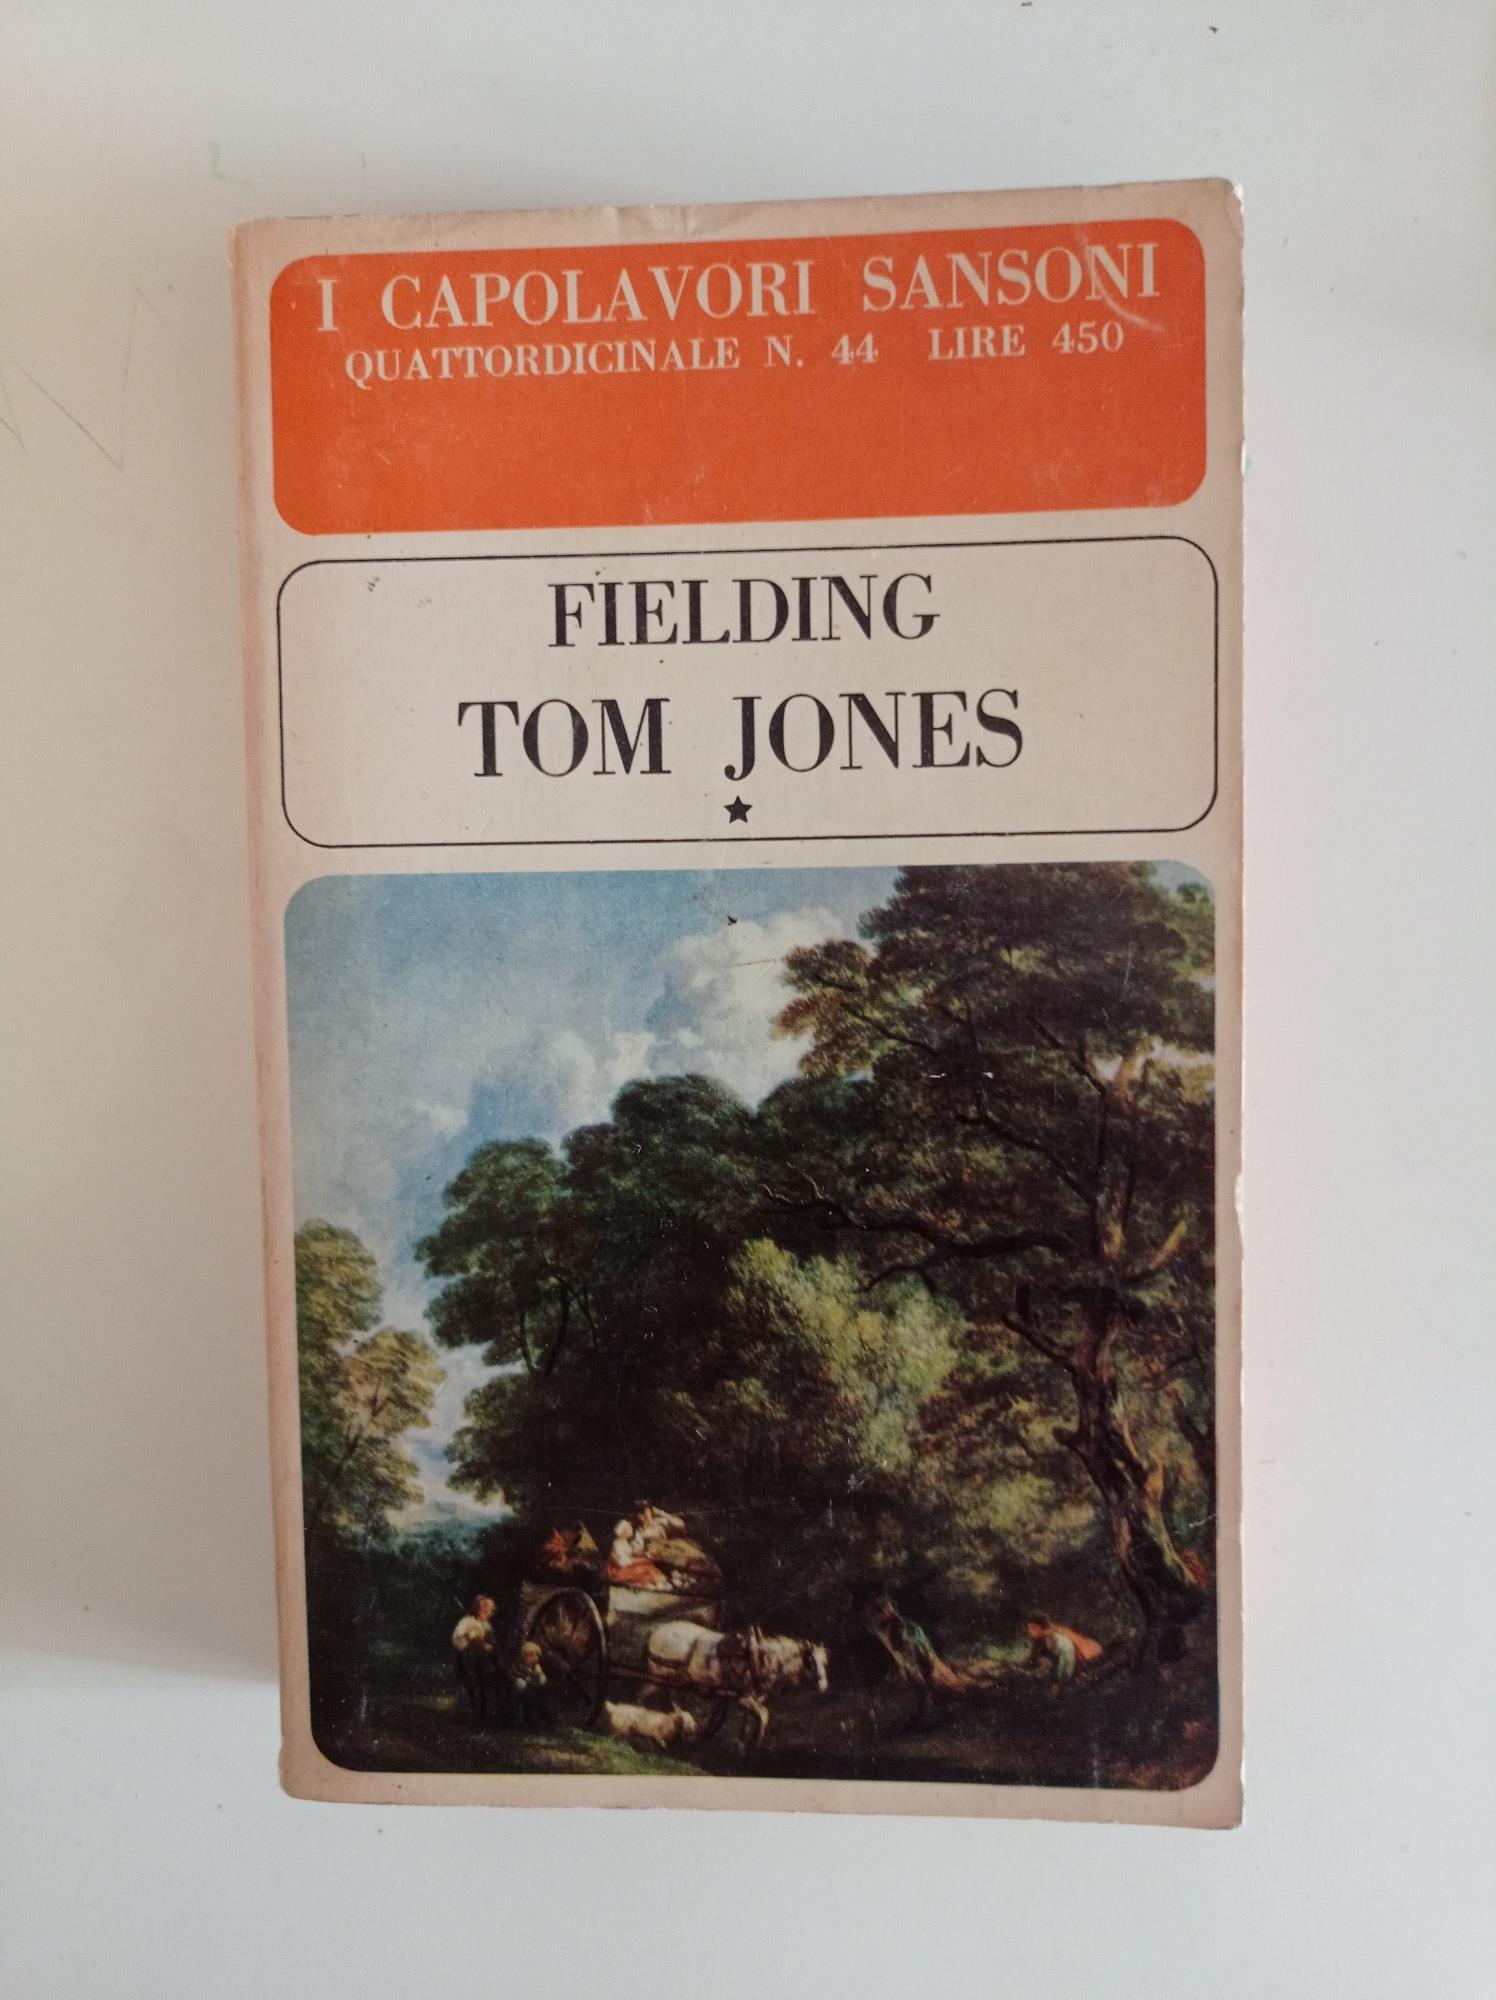 I CAPOLAVORI SANSONI
QUATTORDICINALE N. 44 LIRE 450
FIELDING
TOM JONES